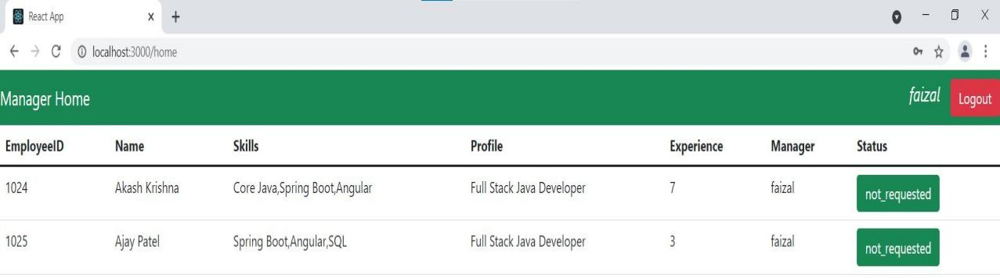 React App
localhost:3000/home
Manager Home faizal Logout
EmployeeID Name Skills Profile Experience Manager Status
1024 Akash Krishna Core Java,Spring Boot,Angular Full Stack Java Developer 7 faizal not_requested
1025 Ajay Patel Spring Boot,Angular,SQL Full Stack Java Developer 3 faizal not_requested